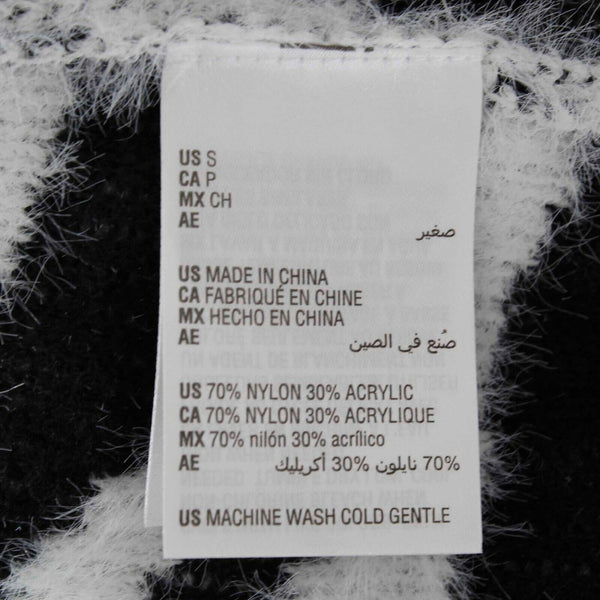 US S
CA P
MX CH
AE صغير
US MADE IN CHINA
CA FABRIQUÉ EN CHINE
MX HECHO EN CHINA
AE صُنع في الصين
US 70% NYLON 30% ACRYLIC
CA 70% NYLON 30% ACRYLIQUE
MX 70% nilón 30% acrílico
AE 70% نايلون 30% أكريليك
US MACHINE WASH COLD GENTLE